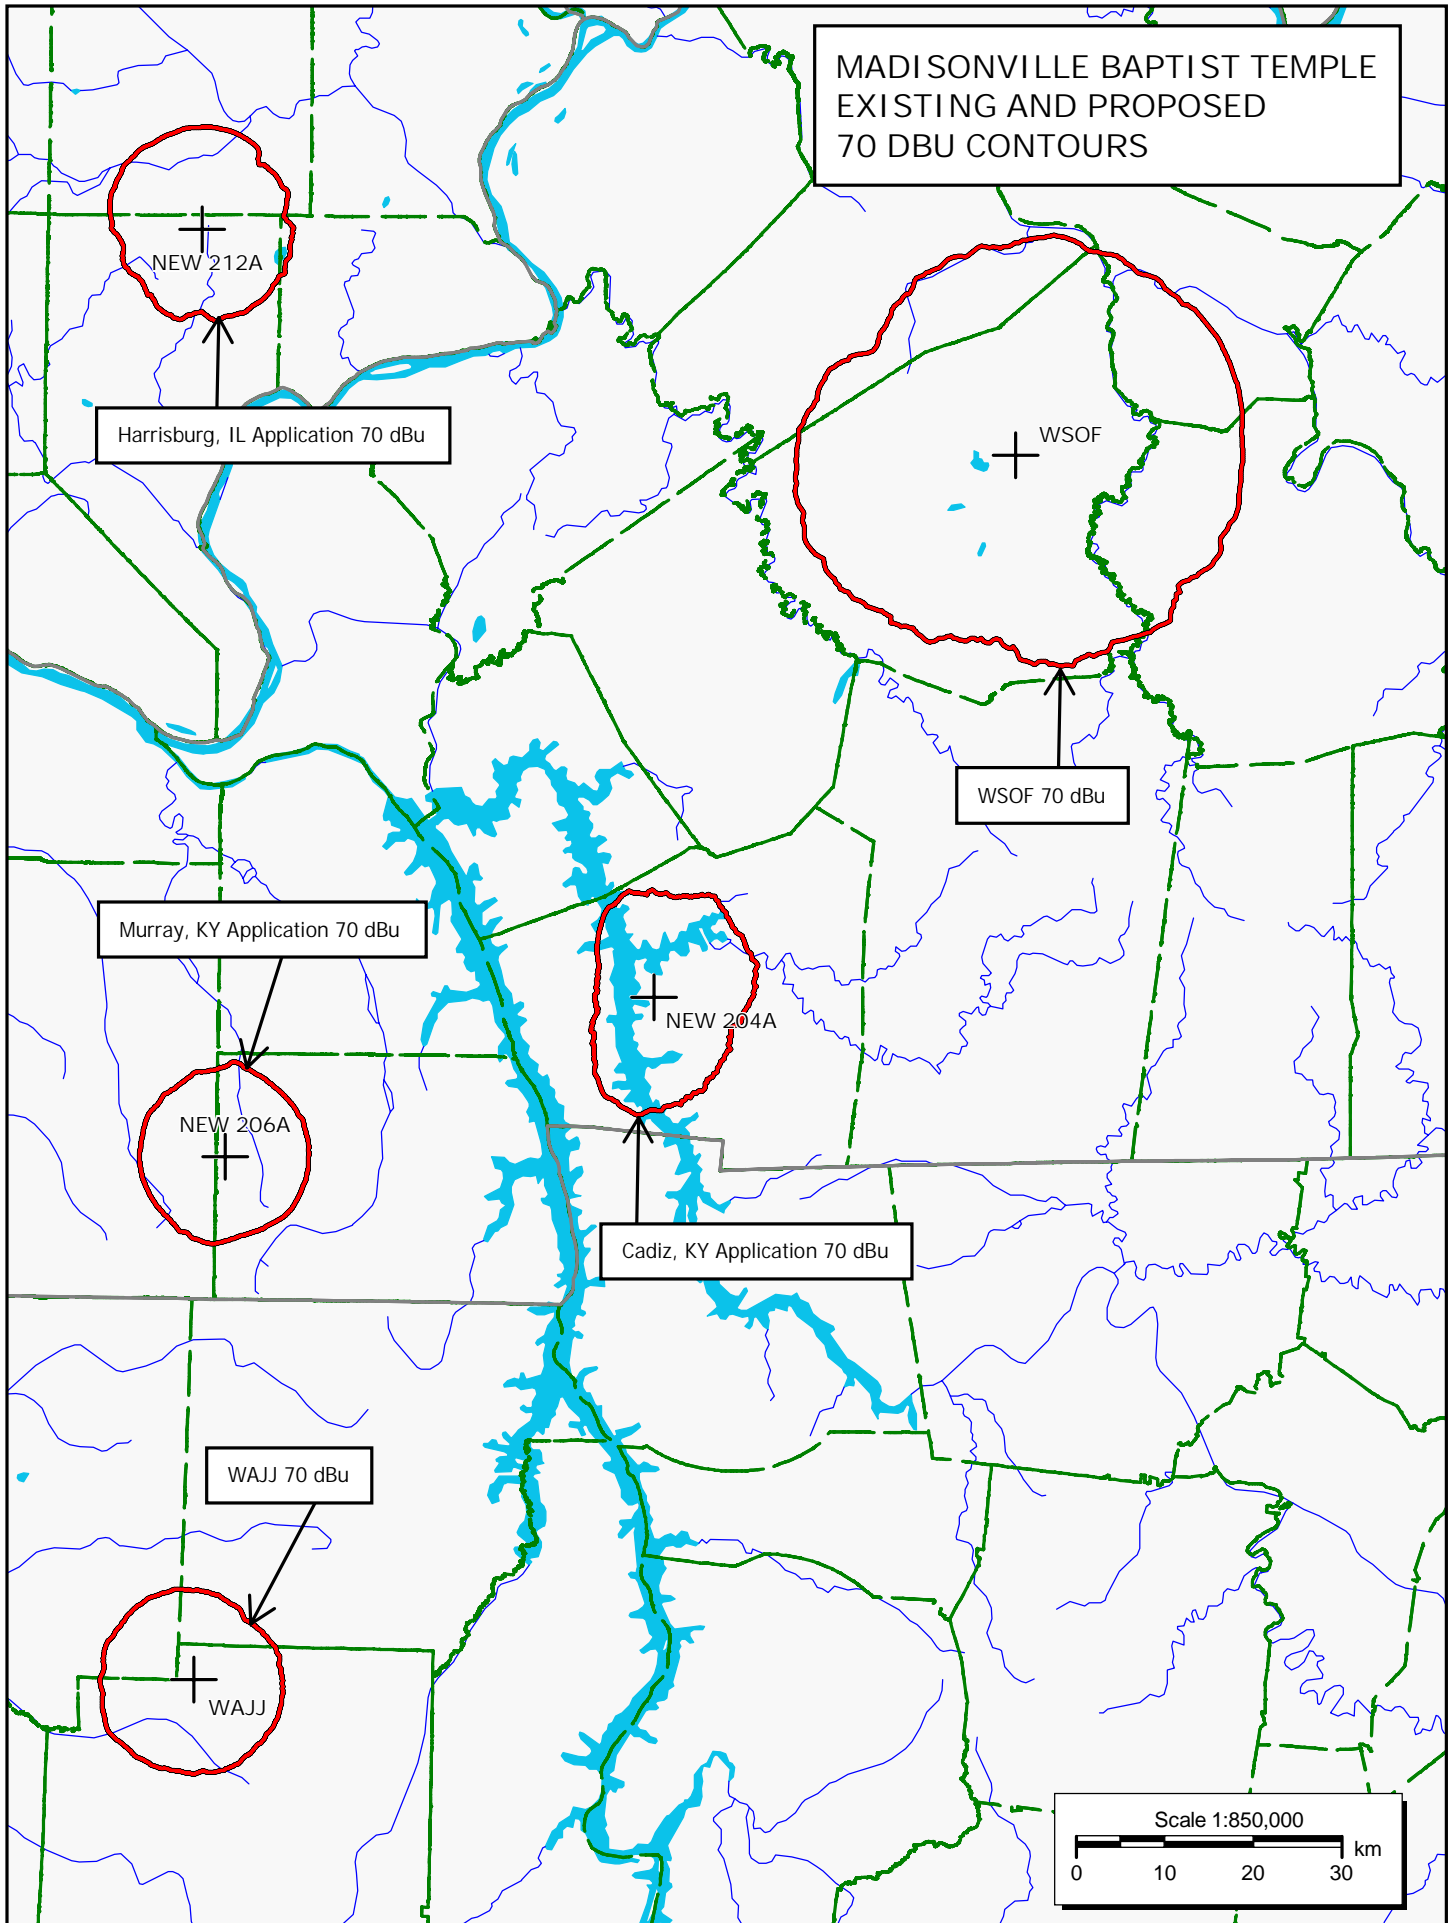 MADISONVILLE BAPTIST TEMPLE
EXISTING AND PROPOSED
70 DBU CONTOURS
NEW 212A
Harrisburg, IL Application 70 dBu
WSOF
WSOF 70 dBu
Murray, KY Application 70 dBu
NEW 204A
NEW 206A
Cadiz, KY Application 70 dBu
WAJJ 70 dBu
WAJJ
Scale 1:850,000
km
0 10 20 30